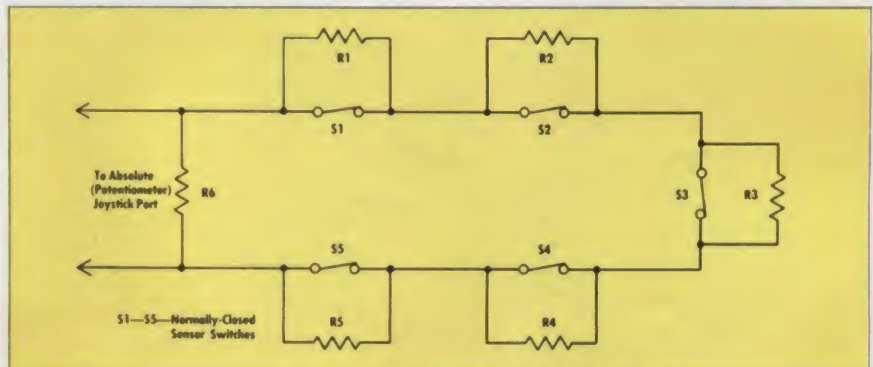 R1
R2
S1
S2
To Absolute
(Potentiometer)
Joystick Port
R6
S3
R3
S5
S4
S1—S5—Normally-Closed
Sensor Switches
R5
R4